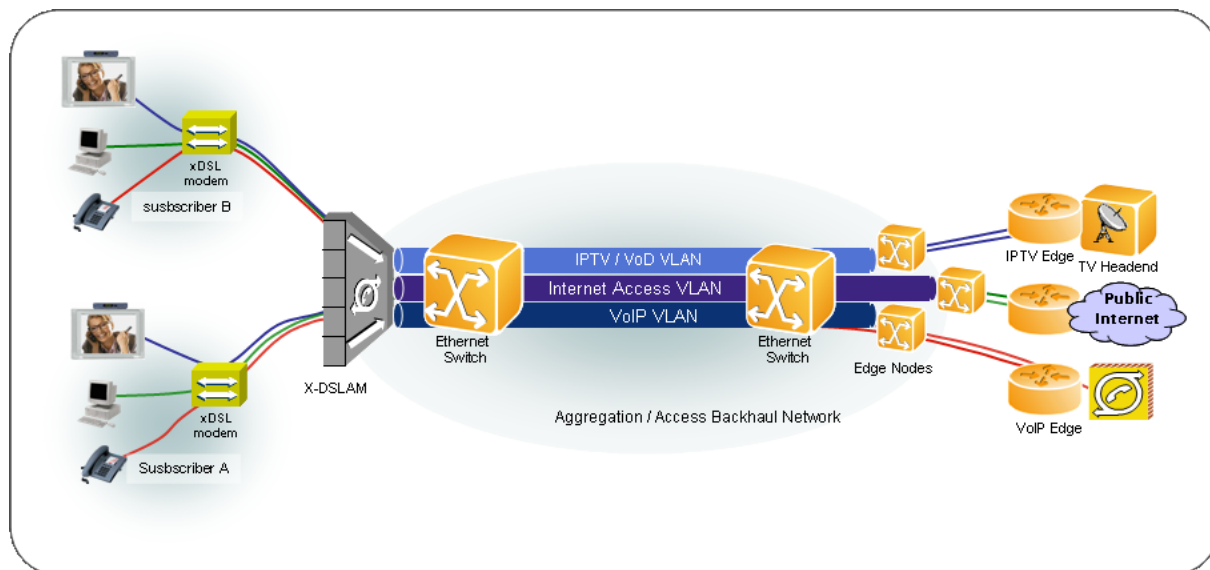 xDSL
modem
susbscriber B
xDSL
modem
Susbscriber A
X-DSLAM
IPTV / VoD VLAN
Internet Access VLAN
VoIP VLAN
Ethernet
Switch
Ethernet
Switch
Edge Nodes
Aggregation / Access Backhaul Network
IPTV Edge
TV Headend
Public
Internet
VoIP Edge